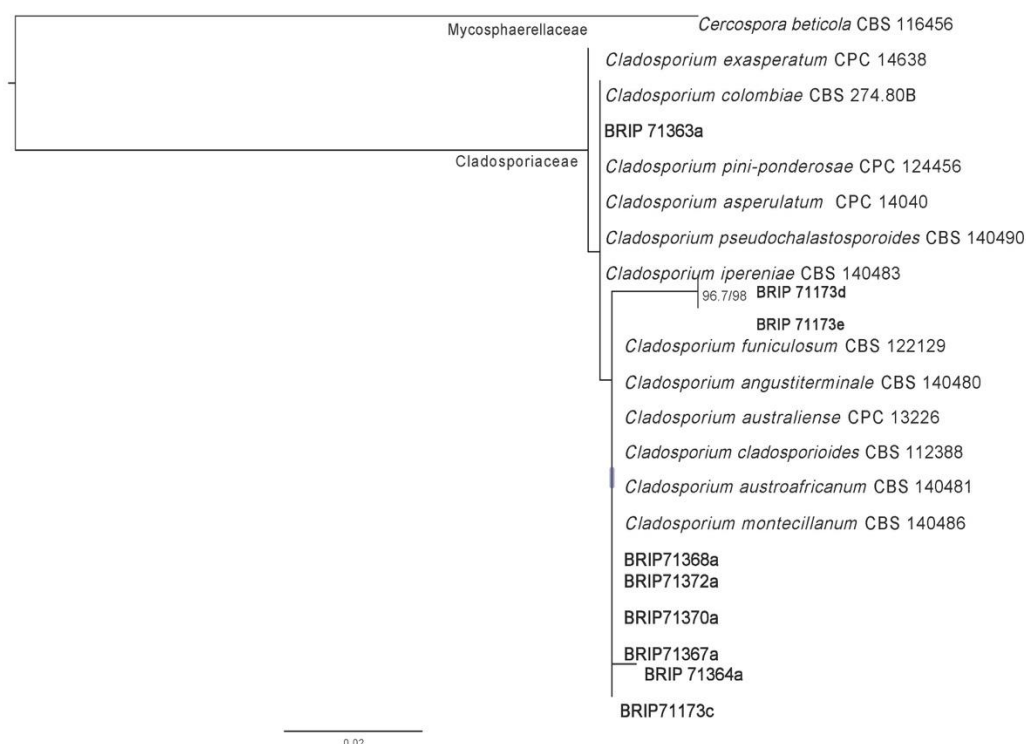 Cercospora beticola CBS 116456
Mycosphaerellaceae
Cladosporium exasperatum CPC 14638
Cladosporium colombiae CBS 274.80B
BRIP 71363a
Cladosporiaceae
Cladosporium pini-ponderosae CPC 124456
Cladosporium asperulatum CPC 14040
Cladosporium pseudochalastosporoides CBS 140490
Cladosporium ipereniae CBS 140483
96.7/98 BRIP 71173d
BRIP 71173e
Cladosporium funiculosum CBS 122129
Cladosporium angustiterminale CBS 140480
Cladosporium australiense CPC 13226
Cladosporium cladosporioides CBS 112388
Cladosporium austroafricanum CBS 140481
Cladosporium montecillanum CBS 140486
BRIP71368a
BRIP71372a
BRIP71370a
BRIP71367a
BRIP 71364a
BRIP71173c
0.02